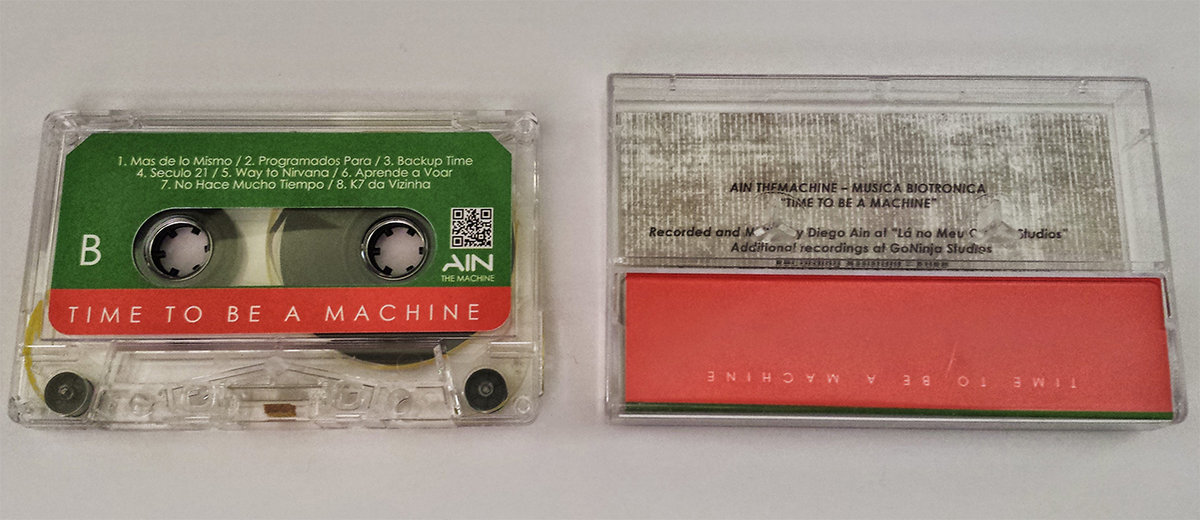 1. Mas de lo Mismo / 2. Programados Para / 3. Backup Time
4. Seculo 21 / 5. Way to Nirvana / 6. Aprende a Voar
7. No Hace Mucho Tiempo / 8. K7 da Vizinha
B
AIN
THE MACHINE
TIME TO BE A MACHINE
AIN THEMACHINE – MUSICA BIOTRONICA
"TIME TO BE A MACHINE"
Recorded and y Diego Ain at "Lá no Meu Studios"
Additional recordings at GoNinja Studios
TIME TO BE A MACHINE